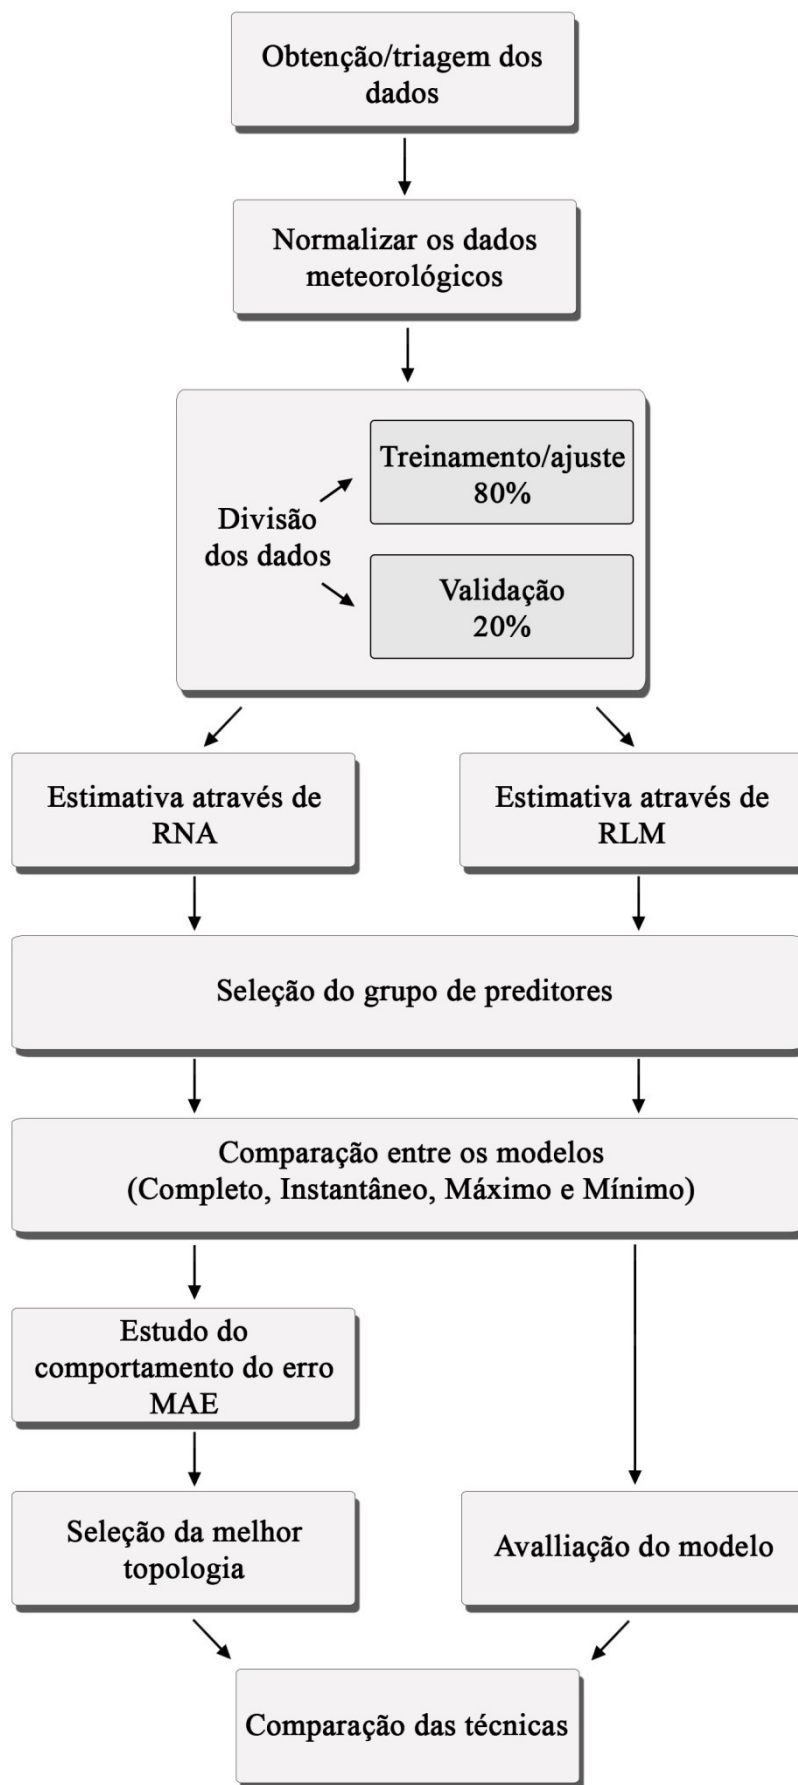 Obtenção/triagem dos
dados
Normalizar os dados
meteorológicos
Divisão
dos dados
Treinamento/ajuste
80%
Validação
20%
Estimativa através de
RNA
Estimativa através de
RLM
Seleção do grupo de preditores
Comparação entre os modelos
(Completo, Instantâneo, Máximo e Mínimo)
Estudo do
comportamento do erro
MAE
Seleção da melhor
topologia
Avalliação do modelo
Comparação das técnicas